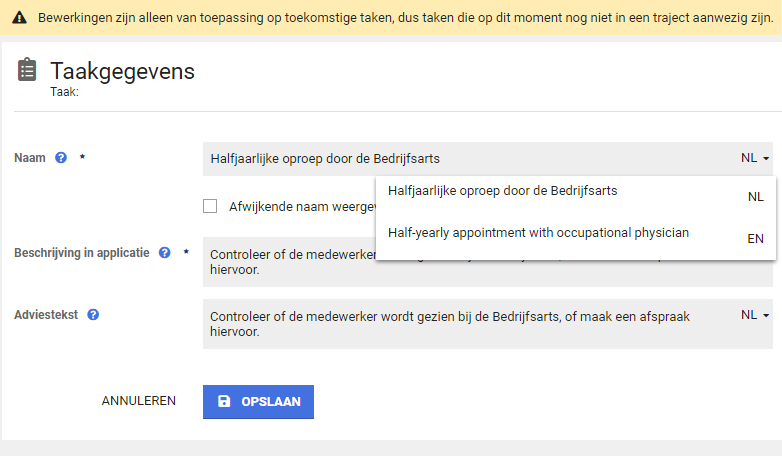 Bewerkingen zijn alleen van toepassing op toekomstige taken, dus taken die op dit moment nog niet in een traject aanwezig zijn.
Taakgegevens
Taak:
Naam ? *
Halfjaarlijke oproep door de Bedrijfsarts NL
Halfjaarlijke oproep door de Bedrijfsarts NL
Half-yearly appointment with occupational physician EN
Afwijkende naam weergev
Beschrijving in applicatie ? *
Controleer of de medewerker
hiervoor.
Adviestekst ?
Controleer of de medewerker wordt gezien bij de Bedrijfsarts, of maak een afspraak NL
hiervoor.
ANNULEREN OPSLAAN